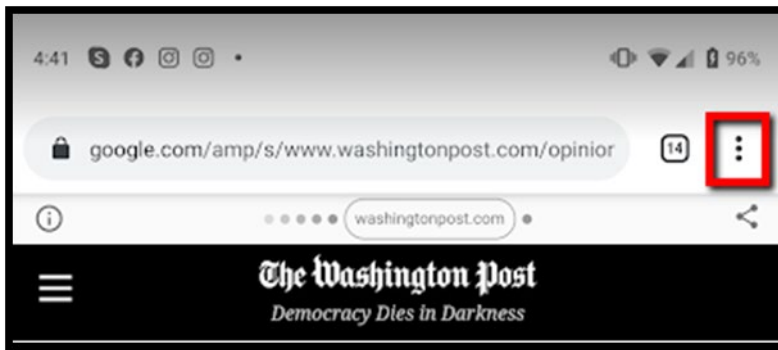 4:41 96%
google.com/amp/s/www.washingtonpost.com/opinior 14
washingtonpost.com
The Washington Post
Democracy Dies in Darkness